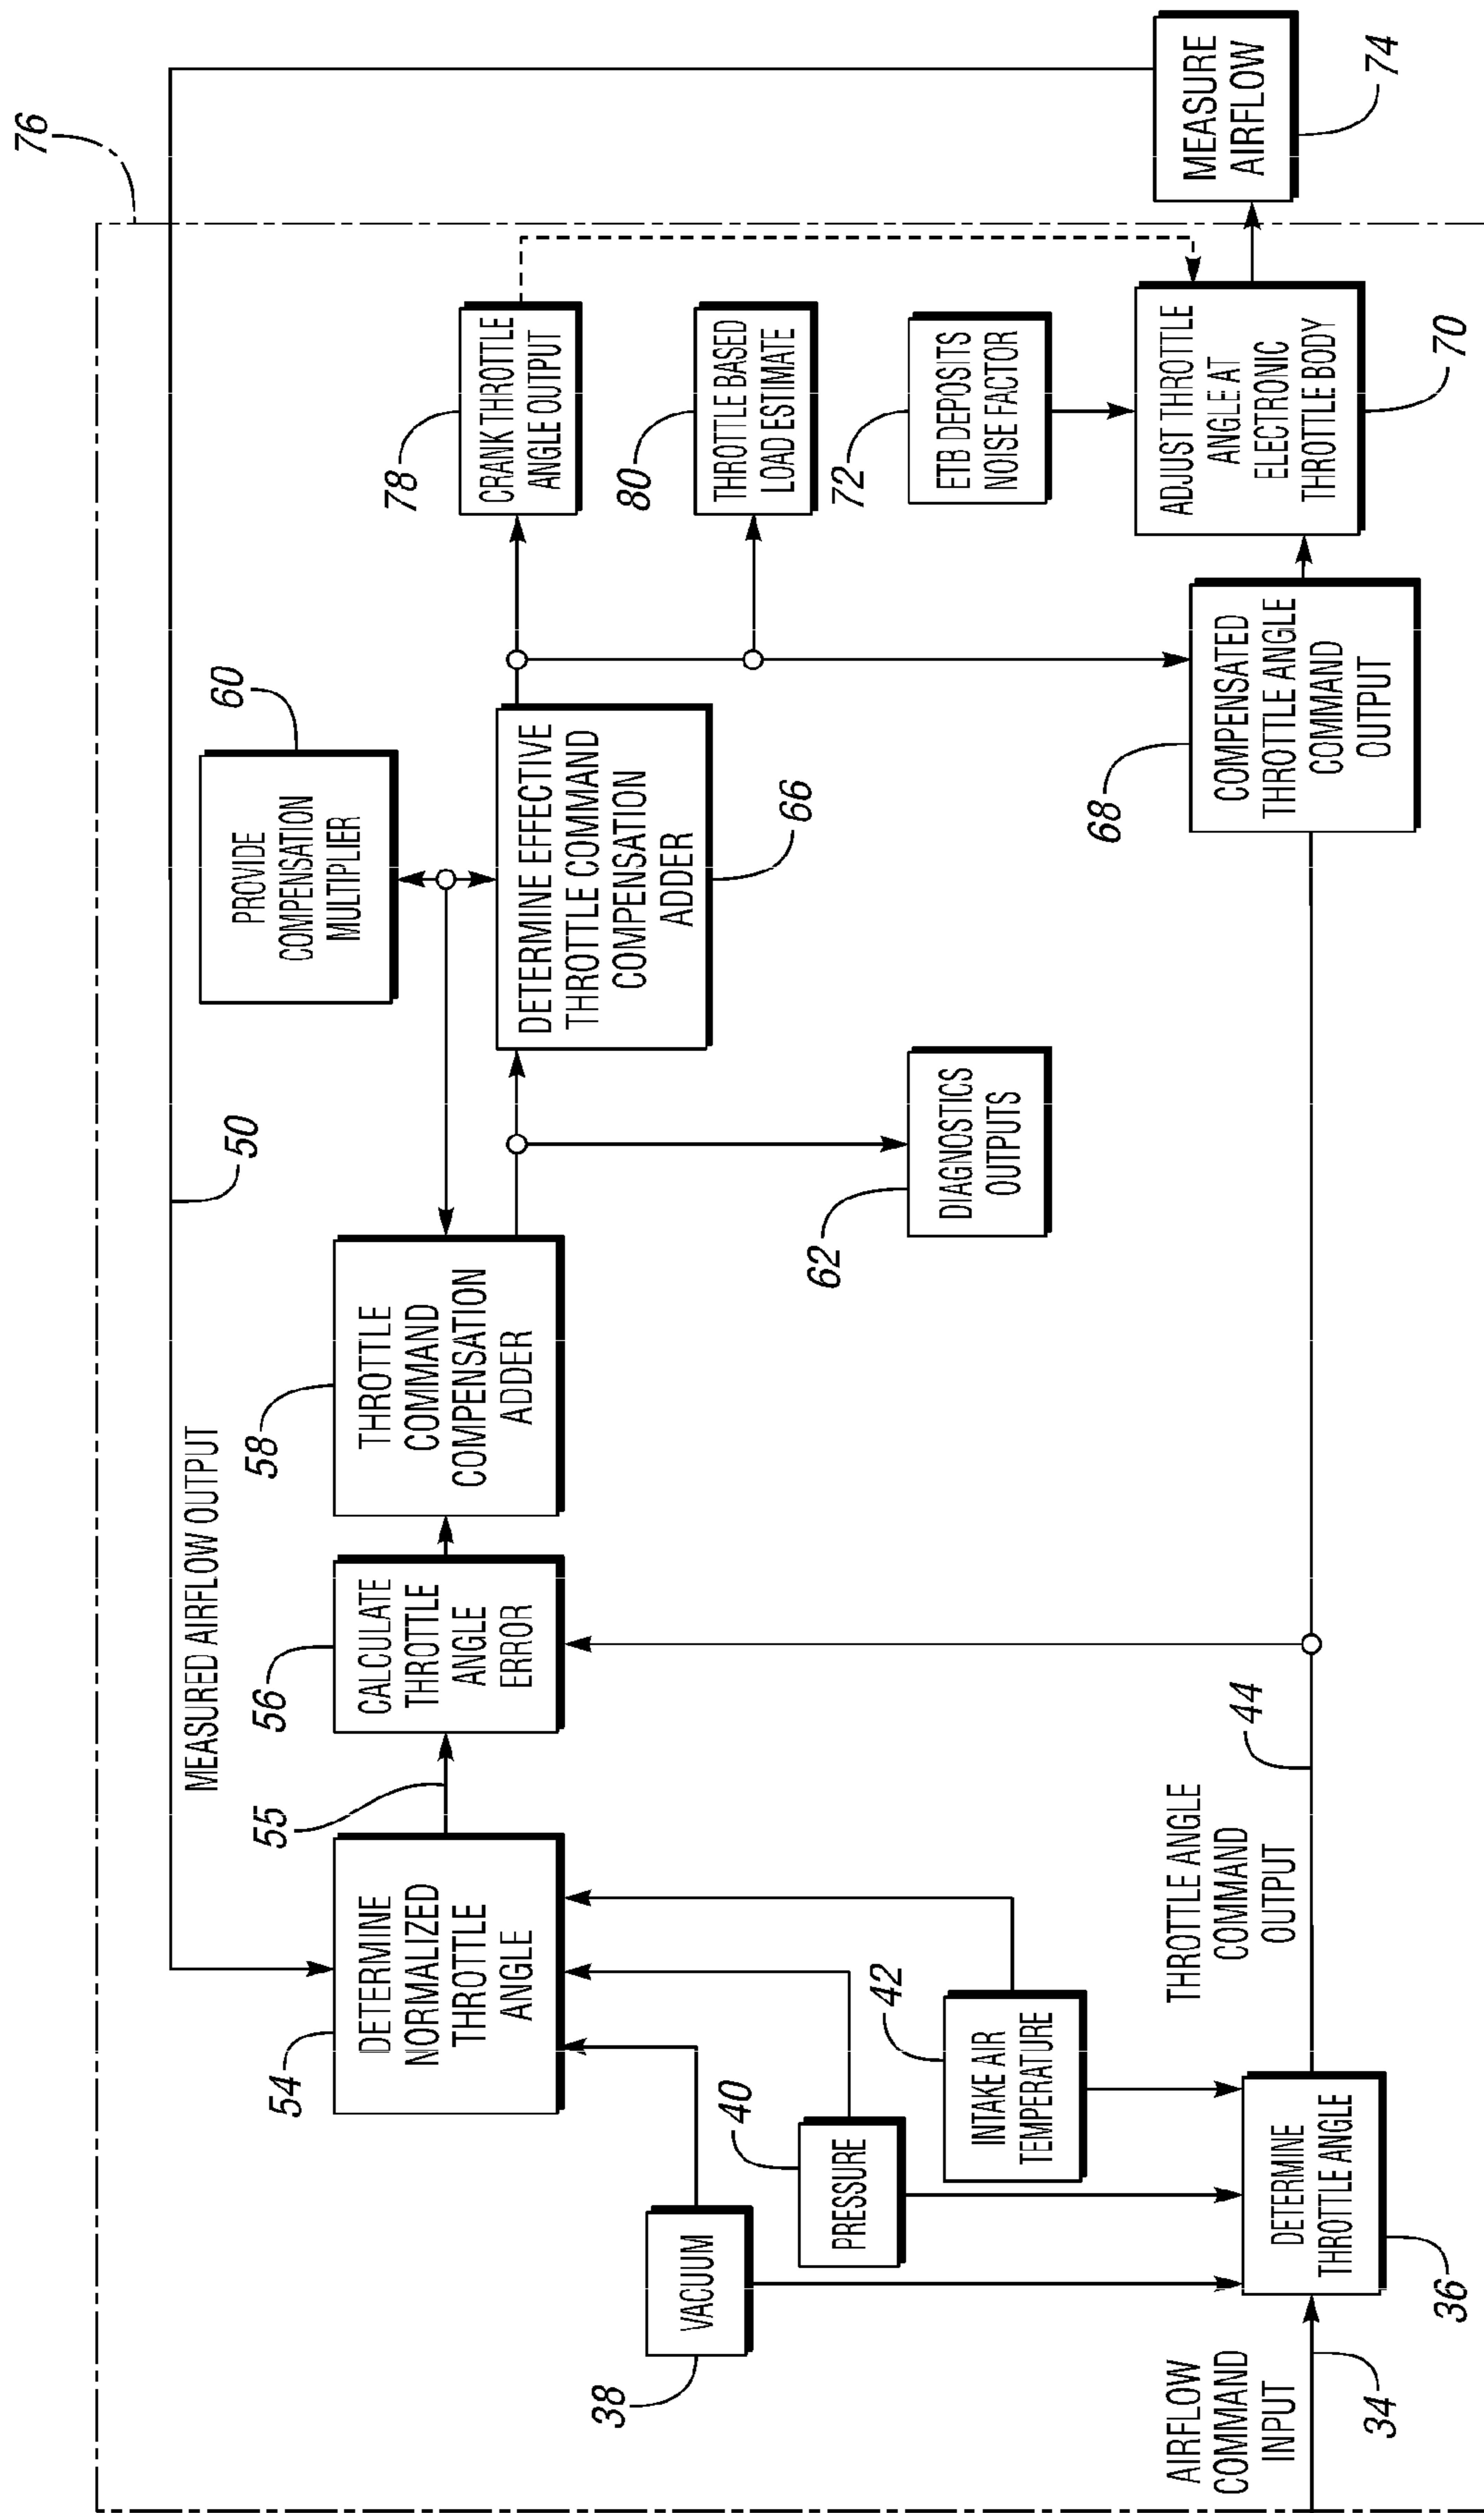 76
MEASURED AIRFLOW OUTPUT
50
54
DETERMINE
NORMALIZED
THROTTLE
ANGLE
55
56
CALCULATE
THROTTLE
ANGLE
ERROR
58
THROTTLE
COMMAND
COMPENSATION
ADDER
60
PROVIDE
COMPENSATION
MULTIPLIER
DETERMINE EFFECTIVE
THROTTLE COMMAND
COMPENSATION
ADDER
66
78
CRANK THROTTLE
ANGLE OUTPUT
80
THROTTLE BASED
LOAD ESTIMATE
62
DIAGNOSTICS
OUTPUTS
72
ETB DEPOSITS
NOISE FACTOR
38
VACUUM
40
PRESSURE
42
INTAKE AIR
TEMPERATURE
AIRFLOW
COMMAND
INPUT
34
DETERMINE
THROTTLE ANGLE
36
THROTTLE ANGLE
COMMAND
OUTPUT
44
68
COMPENSATED
THROTTLE ANGLE
COMMAND
OUTPUT
ADJUST THROTTLE
ANGLE AT
ELECTRONIC
THROTTLE BODY
70
MEASURE
AIRFLOW
74